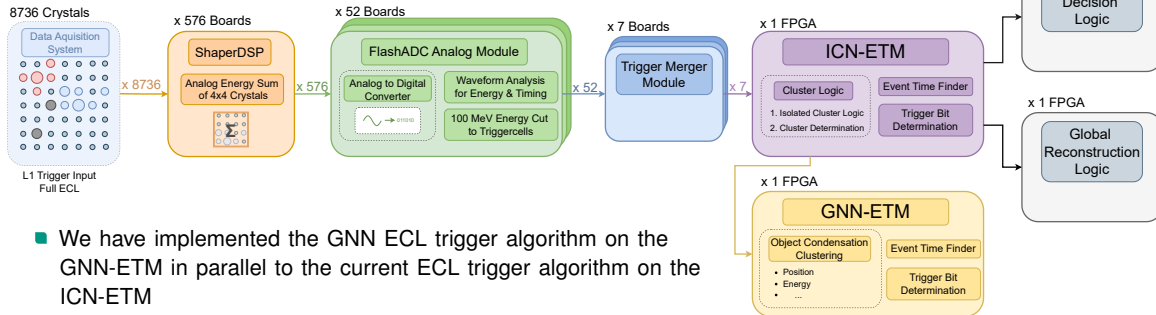 8736 Crystals
Data Aquisition
System
L1 Trigger Input
Full ECL
x 8736
x 576 Boards
ShaperDSP
Analog Energy Sum
of 4x4 Crystals
Σ
x 576
x 52 Boards
FlashADC Analog Module
Analog to Digital
Converter
011010
Waveform Analysis
for Energy & Timing
100 MeV Energy Cut
to Triggercells
x 52
x 7 Boards
Trigger Merger
Module
x 7
x 1 FPGA
ICN-ETM
Cluster Logic
1. Isolated Cluster Logic
2. Cluster Determination
Event Time Finder
Trigger Bit
Determination
Decision
Logic
x 1 FPGA
Global
Reconstruction
Logic
x 1 FPGA
GNN-ETM
Object Condensation
Clustering
• Position
• Energy
• ...
Event Time Finder
Trigger Bit
Determination
We have implemented the GNN ECL trigger algorithm on the
GNN-ETM in parallel to the current ECL trigger algorithm on the
ICN-ETM